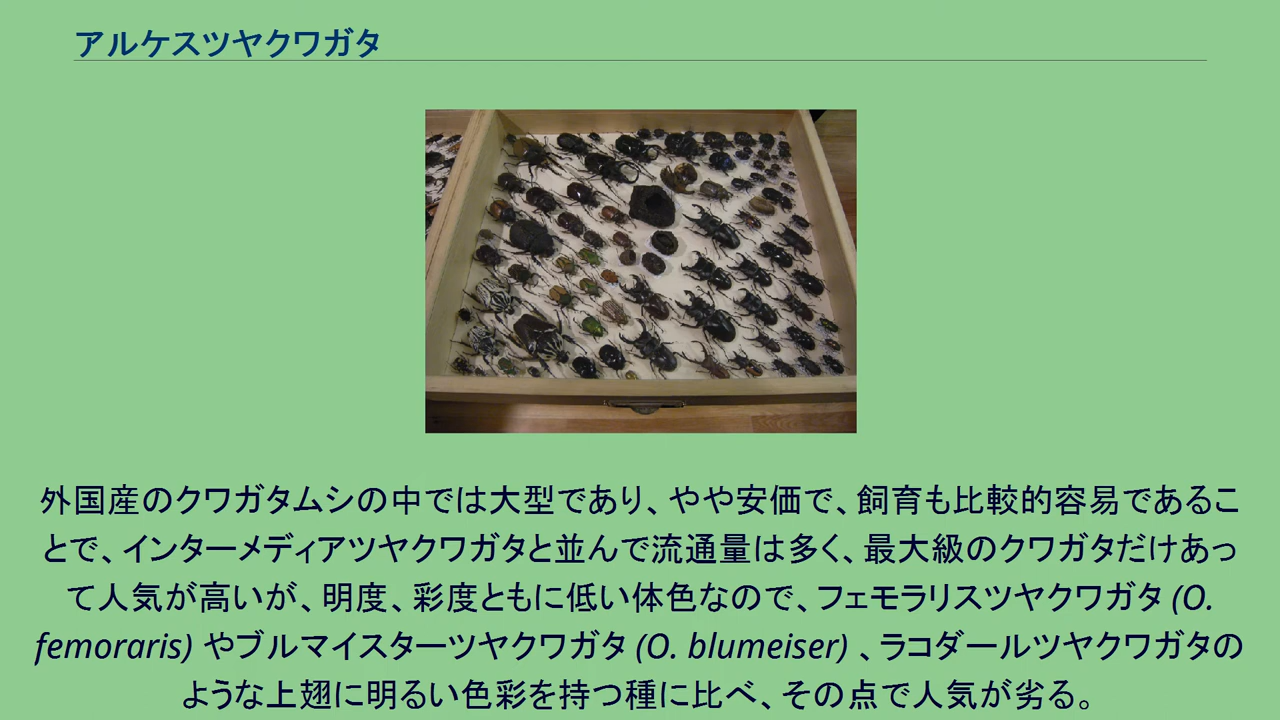 アルケスツヤクワガタ
外国産のクワガタムシの中では大型であり、やや安価で、飼育も比較的容易であるこ
とで、インターメディアツヤクワガタと並んで流通量は多く、最大級のクワガタだけあっ
て人気が高いが、明度、彩度ともに低い体色なので、フェモラリスツヤクワガタ (O.
femoraris) やブルマイスターツヤクワガタ (O. blumeiser) 、ラコダールツヤクワガタの
ような上翅に明るい色彩を持つ種に比べ、その点で人気が劣る。